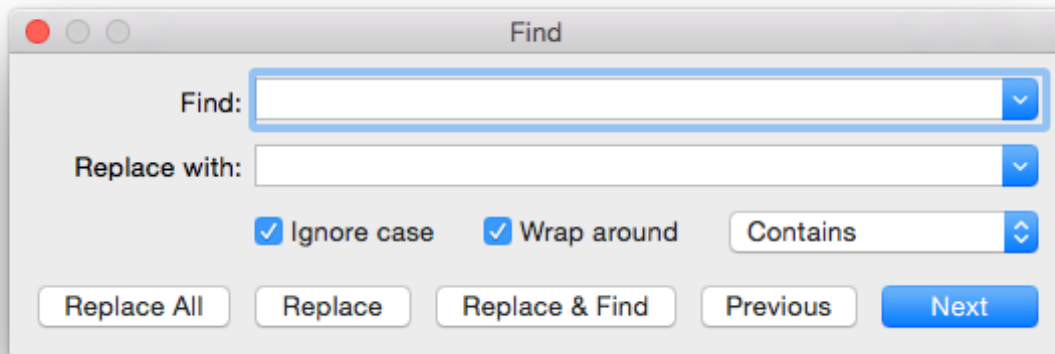 Find
Find:
Replace with:
Ignore case Wrap around Contains
Replace All Replace Replace & Find Previous Next